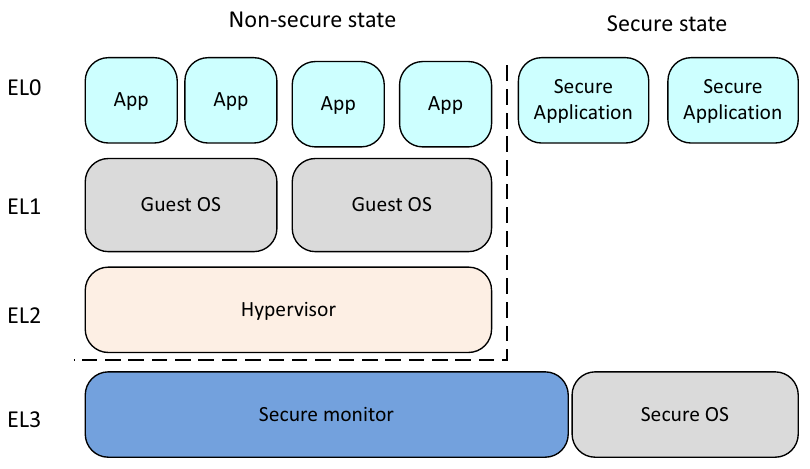 Non-secure state
Secure state
EL0
App
App
App
App
Secure
Application
Secure
Application
EL1
Guest OS
Guest OS
EL2
Hypervisor
EL3
Secure monitor
Secure OS